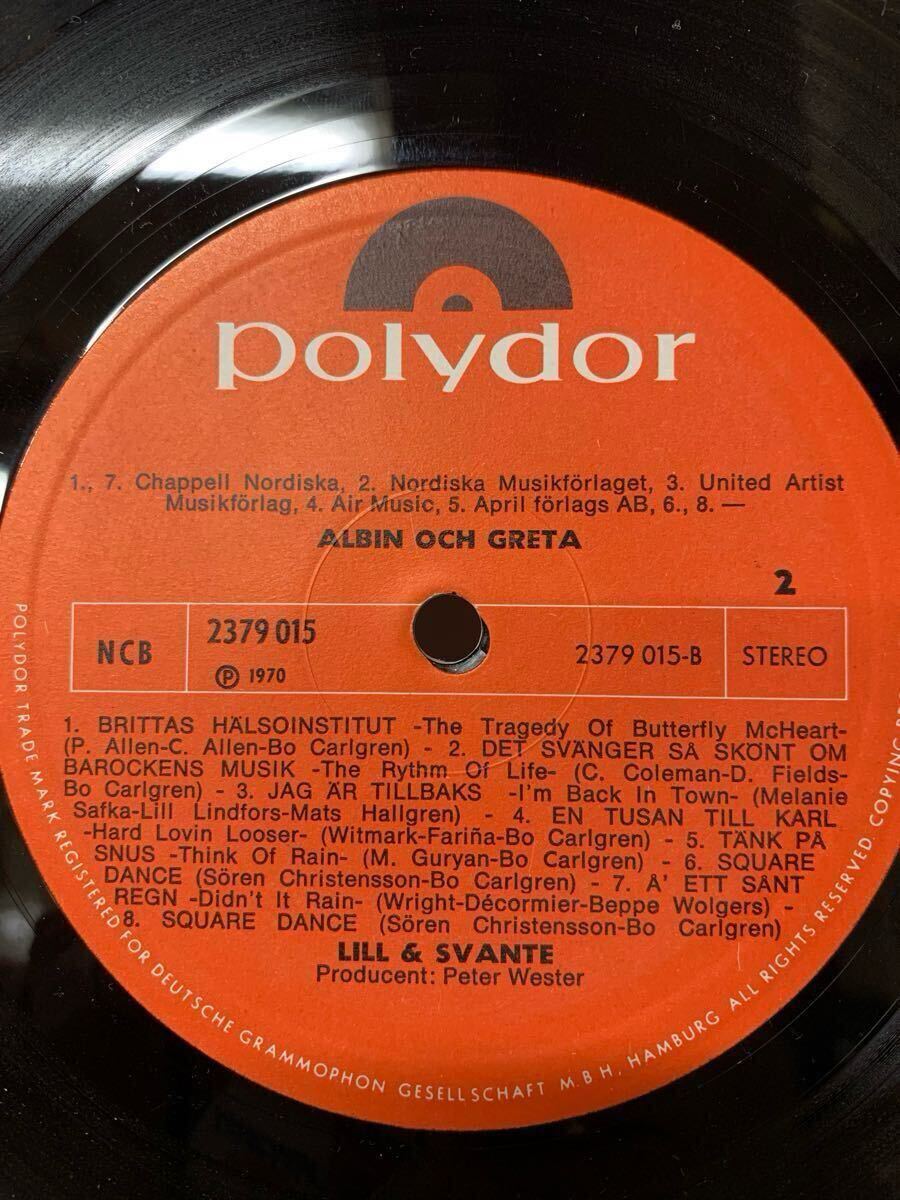 polydor
1., 7. Chappell Nordiska, 2. Nordiska Musikförlaget, 3. United Artist
Musikförlag, 4. Air Music, 5. April förlags AB, 6., 8. —
ALBIN OCH GRETA
2
NCB
2379 015
Ⓟ 1970
2379 015-B
STEREO
1. BRITTAS HÄLSOINSTITUT -The Tragedy Of Butterfly McHeart-
(P. Allen-C. Allen-Bo Carlgren) - 2. DET SVÄNGER SÅ SKÖNT OM
BAROCKENS MUSIK -The Rythm Of Life- (C. Coleman-D. Fields-
Bo Carlgren) - 3. JAG ÄR TILLBAKS -I'm Back In Town- (Melanie
Safka-Lill Lindfors-Mats Hallgren) - 4. EN TUSAN TILL KARL
-Hard Lovin Looser- (Witmark-Fariña-Bo Carlgren) - 5. TÄNK PÅ
SNUS -Think Of Rain- (M. Guryan-Bo Carlgren) - 6. SQUARE
DANCE (Sören Christensson-Bo Carlgren) - 7. Å' ETT SÅNT
REGN -Didn't It Rain- (Wright-Décormier-Beppe Wolgers) -
8. SQUARE DANCE (Sören Christensson-Bo Carlgren)
LILL & SVANTE
Producent: Peter Wester
POLYDOR TRADE MARK REGISTERED FOR DEUTSCHE GRAMMOPHON GESELLSCHAFT M.B H, HAMBURG ALL RIGHTS RESERVED COPYING